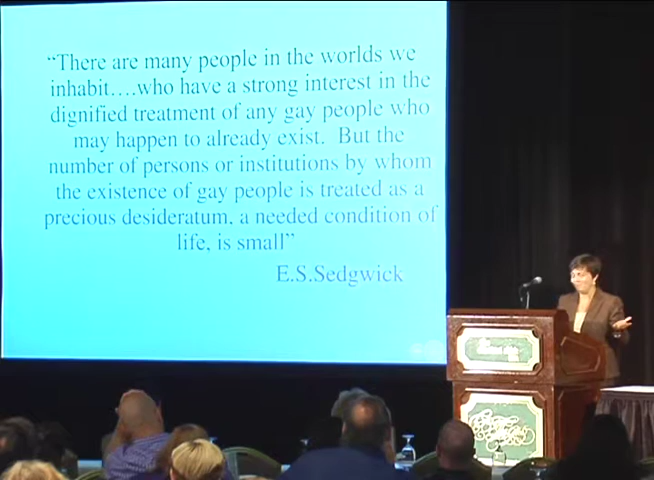 “There are many people in the worlds we
inhabit….who have a strong interest in the
dignified treatment of any gay people who
may happen to already exist.  But the
number of persons or institutions by whom
the existence of gay people is treated as a
precious desideratum, a needed condition of
life, is small”
E.S.Sedgwick